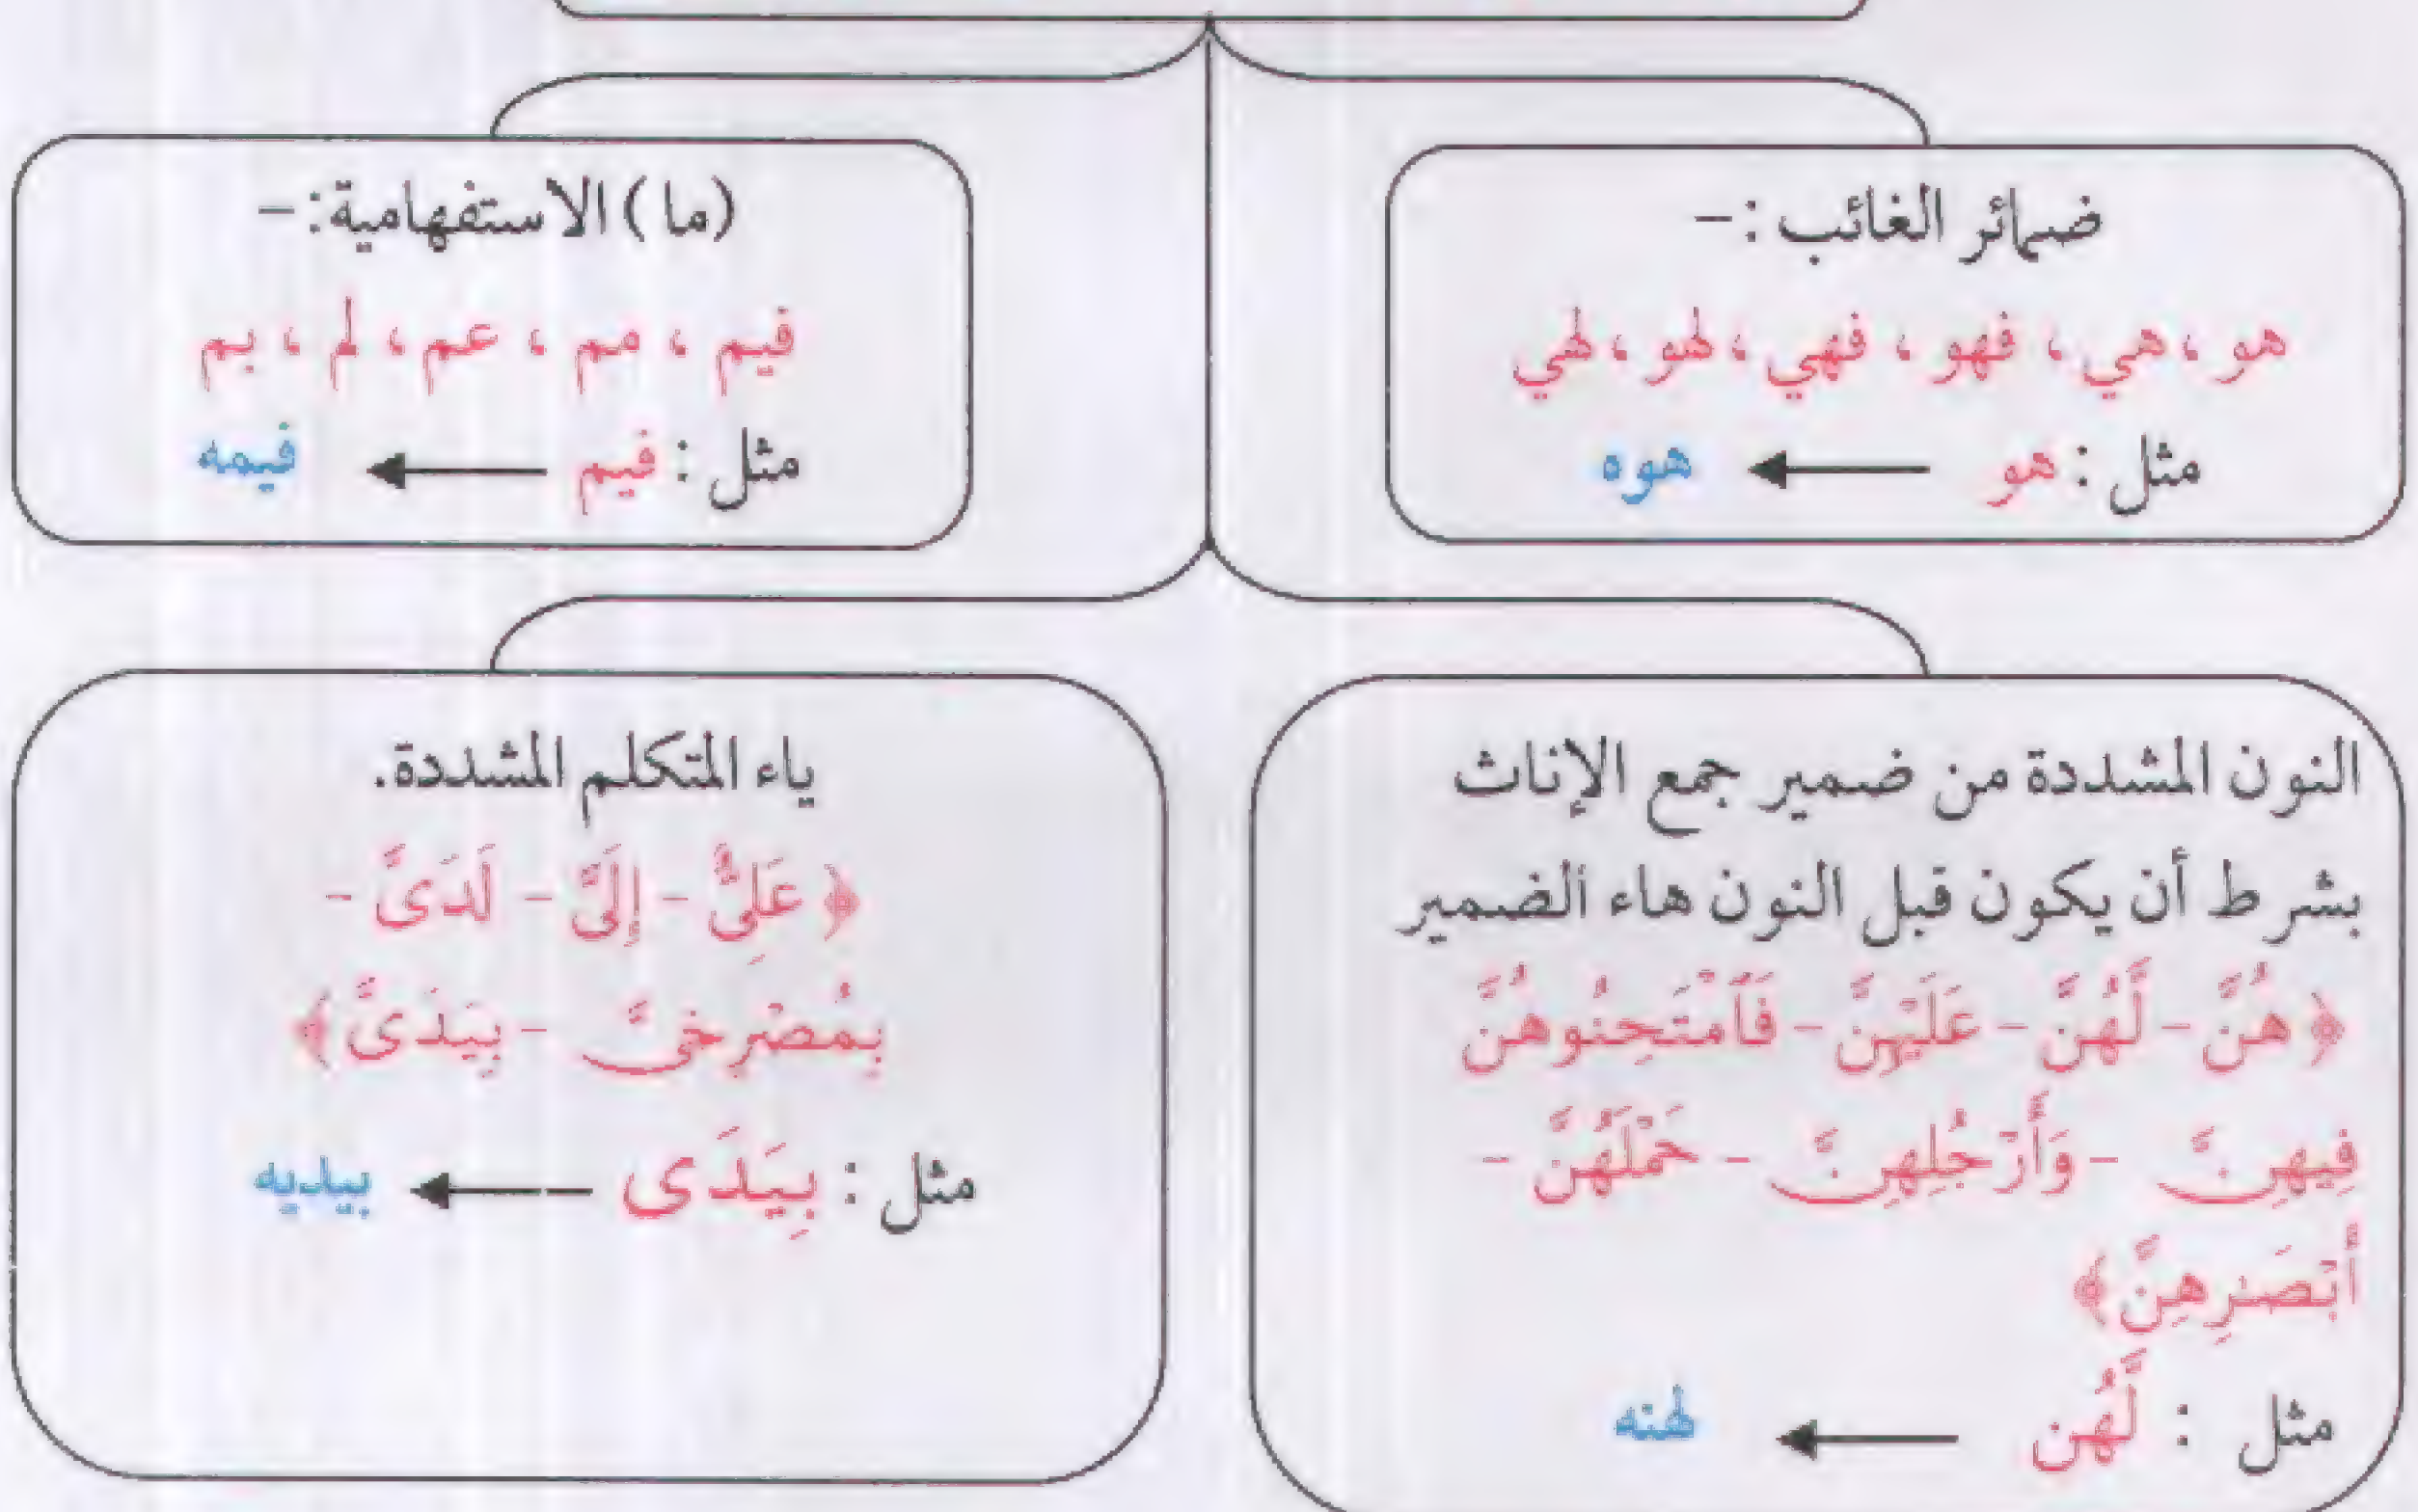 ضمائر الغائب :-
هو ، هي ، فهو ، فهي ، لهو ، لهي
مثل : هو ← هوه
(ما) الاستفهامية :-
فيم ، مم ، عم ، لم ، بم
مثل : فيم ← فيمه
النون المشددة من ضمير جمع الإناث
بشرط أن يكون قبل النون هاء الضمير
﴿ هُنَّ - لَّهُنَّ - عَلَيْهِنَّ - فَٱمْتَحِنُوهُنَّ
فِيهِنَّ - وَأَرْجُلِهِنَّ - حَمْلَهُنَّ -
أَبْصَـٰرِهِنَّ ﴾
مثل : لَّهُن ← لهنه
ياء المتكلم المشددة.
﴿ عَلِيَّ - إِلَىَّ - لَدَىَّ -
بِمُصْرِخِىَّ - بِيَدَىَّ ﴾
مثل : بِيَدَى ← بيديه